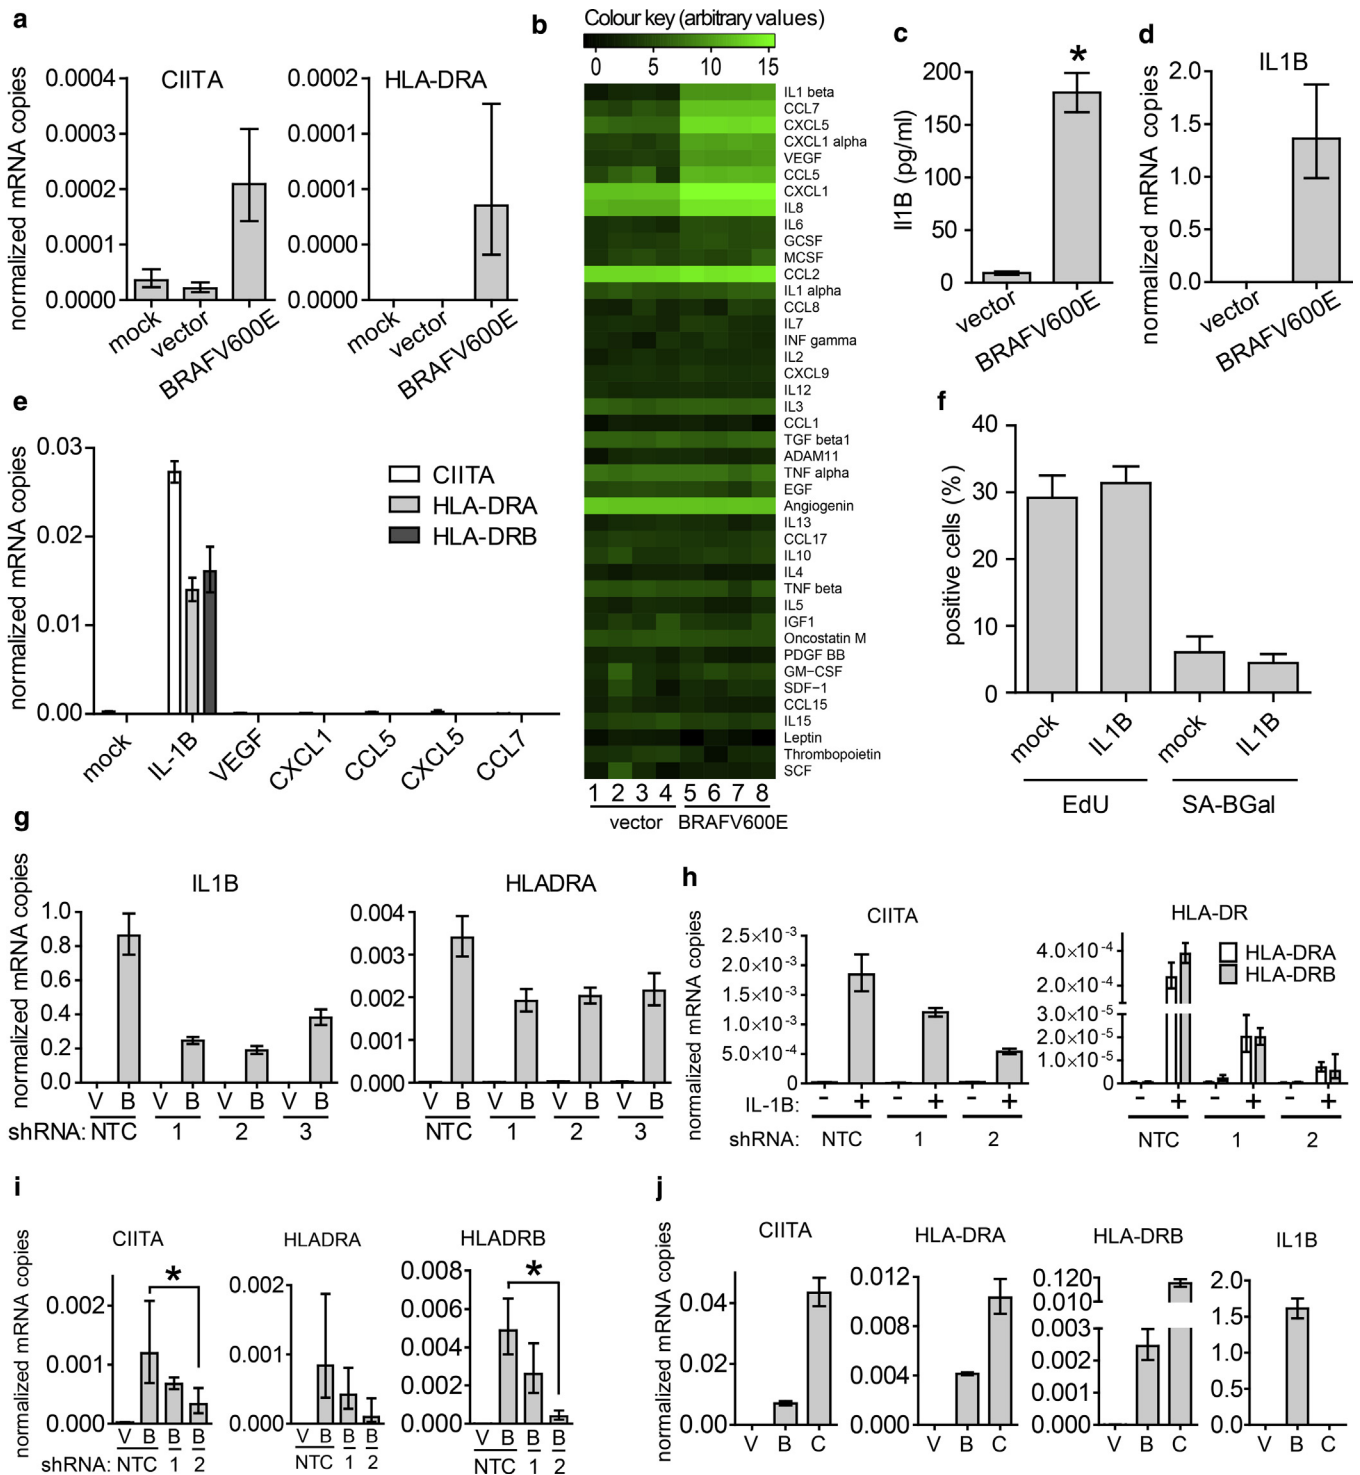 a
CIITA
HLA-DRA
normalized mRNA copies
0.0004
0.0003
0.0002
0.0001
0.0000
mock
vector
BRAFV600E
0.0002
0.0001
0.0001
0.0000
0.0000
mock
vector
BRAFV600E
b
Colour key (arbitrary values)
0 5 10 15
IL1 beta
CCL7
CXCL5
CXCL1 alpha
VEGF
CCL5
CXCL1
IL8
IL6
GCSF
MCSF
CCL2
IL1 alpha
CCL8
IL7
INF gamma
IL2
CXCL9
IL12
IL3
CCL1
TGF beta1
ADAM11
TNF alpha
EGF
Angiogenin
IL13
CCL17
IL10
IL4
TNF beta
IL5
IGF1
Oncostatin M
PDGF BB
GM-CSF
SDF-1
CCL15
IL15
Leptin
Thrombopoietin
SCF
1 2 3 4 5 6 7 8
vector BRAFV600E
c
Il1B (pg/ml)
200
150
100
50
0
*
vector
BRAFV600E
d
IL1B
normalized mRNA copies
2.0
1.5
1.0
0.5
0.0
vector
BRAFV600E
e
normalized mRNA copies
0.03
0.02
0.01
0.00
CIITA
HLA-DRA
HLA-DRB
mock
IL-1B
VEGF
CXCL1
CCL5
CXCL5
CCL7
f
positive cells (%)
40
30
20
10
0
mock
IL1B
mock
IL1B
EdU SA-BGal
g
IL1B
normalized mRNA copies
1.0
0.8
0.6
0.4
0.2
0.0
V B V B V B V B
shRNA: NTC 1 2 3
HLADRA
0.004
0.003
0.002
0.001
0.000
V B V B V B V B
NTC 1 2 3
h
CIITA
normalized mRNA copies
2.5×10-3
2.0×10-3
1.5×10-3
1.0×10-3
5.0×10-4
0
IL-1B: - + - + - +
shRNA: NTC 1 2
HLA-DR
HLA-DRA
HLA-DRB
4.0×10-4
2.0×10-4
3.0×10-5
2.0×10-5
1.0×10-5
0
- + - + - +
NTC 1 2
i
CIITA
normalized mRNA copies
0.002
0.001
0.000
*
V B B B
shRNA: NTC 1 2
HLADRA
0.002
0.001
0.000
V B B B
NTC 1 2
HLADRB
0.008
0.006
0.004
0.002
0.000
*
V B B B
NTC 1 2
j
CIITA
normalized mRNA copies
0.04
0.02
0.00
V B C
HLA-DRA
0.012
0.008
0.004
0.000
V B C
HLA-DRB
0.120
0.010
0.003
0.002
0.001
0.000
V B C
IL1B
2.0
1.5
1.0
0.5
0.0
V B C